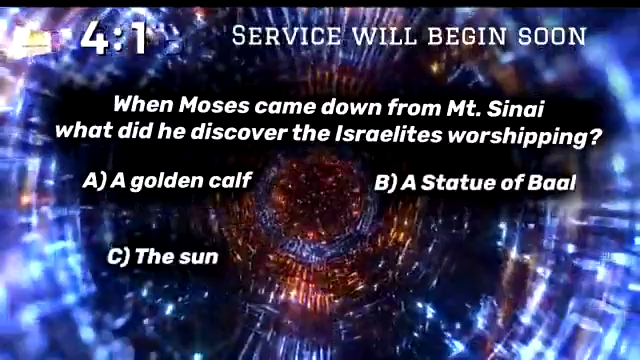 4:1
SERVICE WILL BEGIN SOON
When Moses came down from Mt. Sinai
what did he discover the Israelites worshipping?
A) A golden calf
B) A Statue of Baal
C) The sun